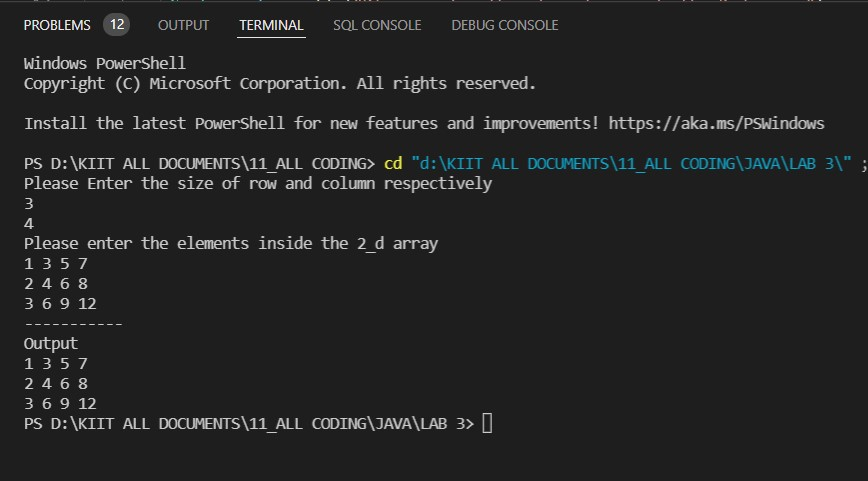 PROBLEMS 12 OUTPUT TERMINAL SQL CONSOLE DEBUG CONSOLE
Windows PowerShell
Copyright (C) Microsoft Corporation. All rights reserved.
Install the latest PowerShell for new features and improvements! https://aka.ms/PSWindows
PS D:\KIIT ALL DOCUMENTS\11_ALL CODING> cd "d:\KIIT ALL DOCUMENTS\11_ALL CODING\JAVA\LAB 3\" ;
Please Enter the size of row and column respectively
3
4
Please enter the elements inside the 2_d array
1 3 5 7
2 4 6 8
3 6 9 12
-----------
Output
1 3 5 7
2 4 6 8
3 6 9 12
PS D:\KIIT ALL DOCUMENTS\11_ALL CODING\JAVA\LAB 3>